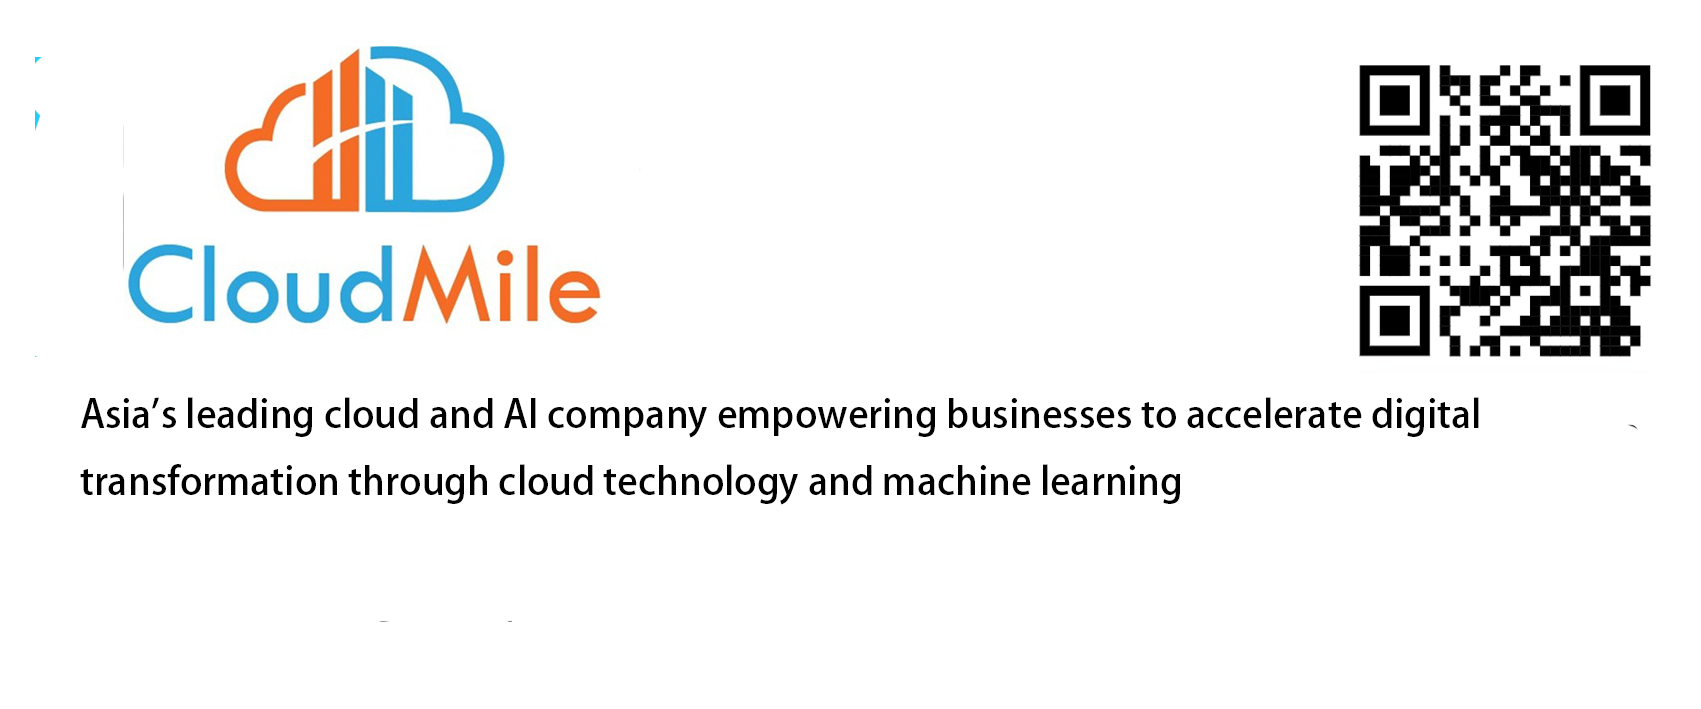 CloudMile
Asia’s leading cloud and AI company empowering businesses to accelerate digital
transformation through cloud technology and machine learning